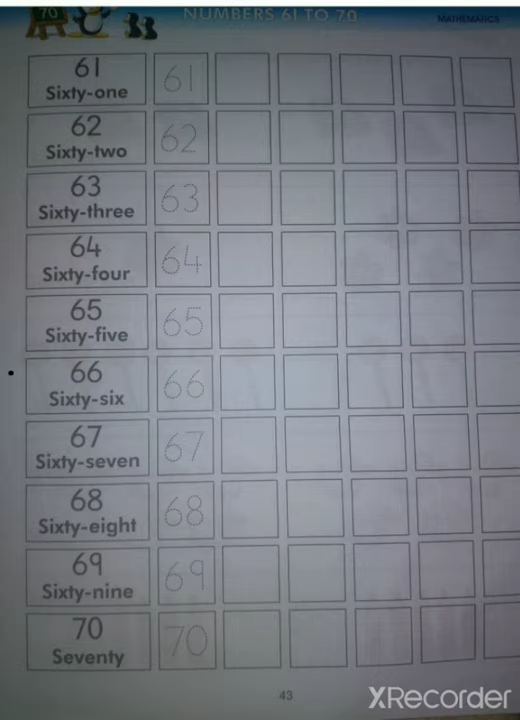 70
NUMBERS 61 TO 70
MATHEMATICS
61 61
Sixty-one
62 62
Sixty-two
63 63
Sixty-three
64 64
Sixty-four
65 65
Sixty-five
66 66
Sixty-six
67 67
Sixty-seven
68 68
Sixty-eight
69 69
Sixty-nine
70 70
Seventy
43
XRecorder